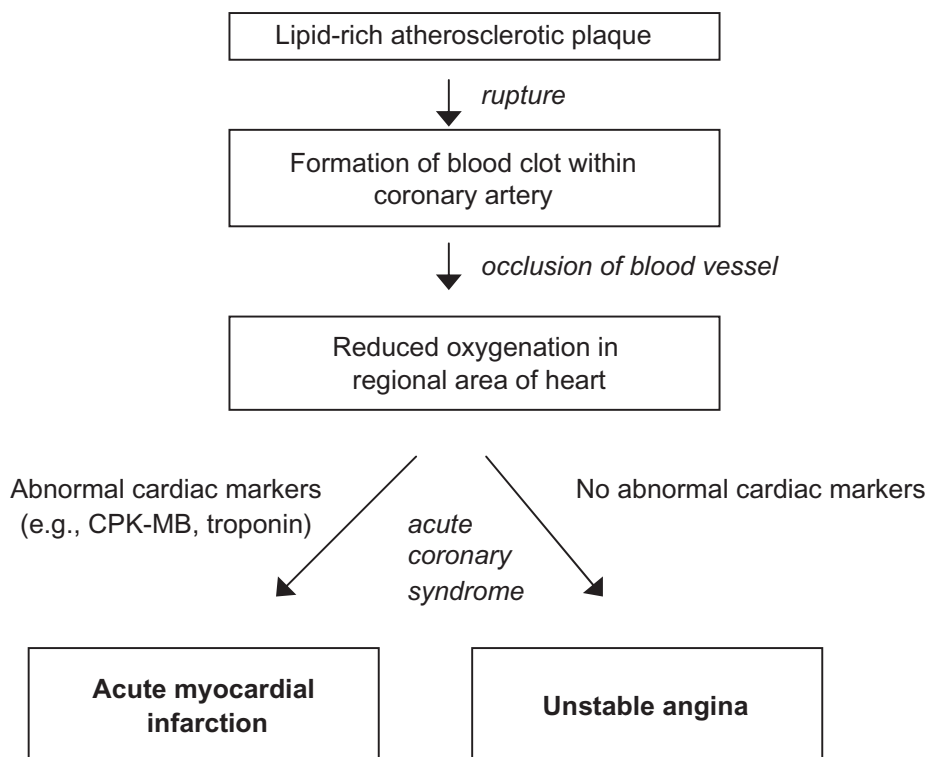 Lipid-rich atherosclerotic plaque
rupture
Formation of blood clot within
coronary artery
occlusion of blood vessel
Reduced oxygenation in
regional area of heart
Abnormal cardiac markers
(e.g., CPK-MB, troponin)
No abnormal cardiac markers
acute
coronary
syndrome
Acute myocardial
infarction
Unstable angina